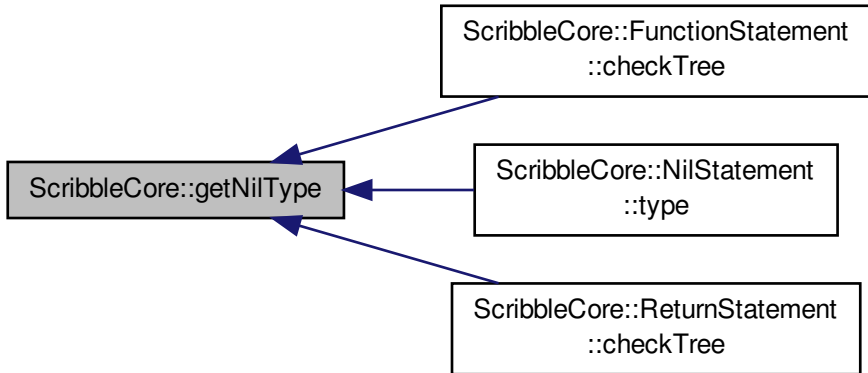 ScribbleCore::FunctionStatement
::checkTree
ScribbleCore::getNilType
ScribbleCore::NilStatement
::type
ScribbleCore::ReturnStatement
::checkTree